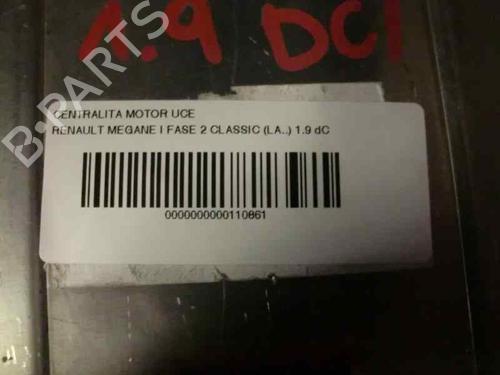 1.9 DCI
CENTRALITA MOTOR UCE
RENAULT MEGANE I FASE 2 CLASSIC (LA..) 1.9 dC
0000000000110861
B-PARTS